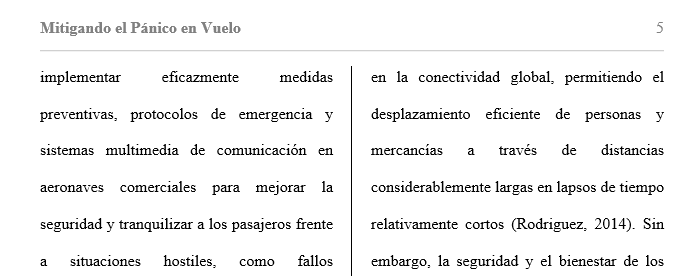 Mitigando el Pánico en Vuelo 5
implementar eficazmente medidas
preventivas, protocolos de emergencia y
sistemas multimedia de comunicación en
aeronaves comerciales para mejorar la
seguridad y tranquilizar a los pasajeros frente
a situaciones hostiles, como fallos
en la conectividad global, permitiendo el
desplazamiento eficiente de personas y
mercancías a través de distancias
considerablemente largas en lapsos de tiempo
relativamente cortos (Rodriguez, 2014). Sin
embargo, la seguridad y el bienestar de los